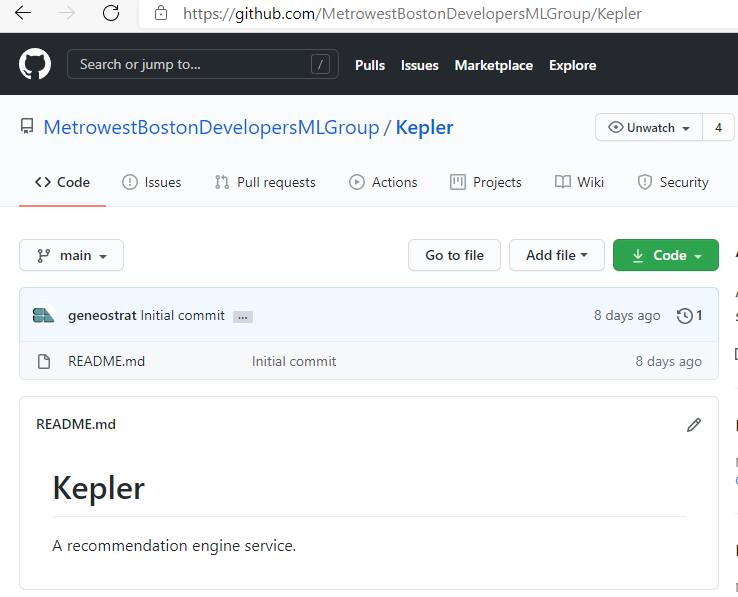 https://github.com/MetrowestBostonDevelopersMLGroup/Kepler
Search or jump to... / Pulls Issues Marketplace Explore
MetrowestBostonDevelopersMLGroup / Kepler Unwatch 4
Code Issues Pull requests Actions Projects Wiki Security
main Go to file Add file Code
geneostrat Initial commit ... 8 days ago 1
README.md Initial commit 8 days ago
README.md
Kepler
A recommendation engine service.